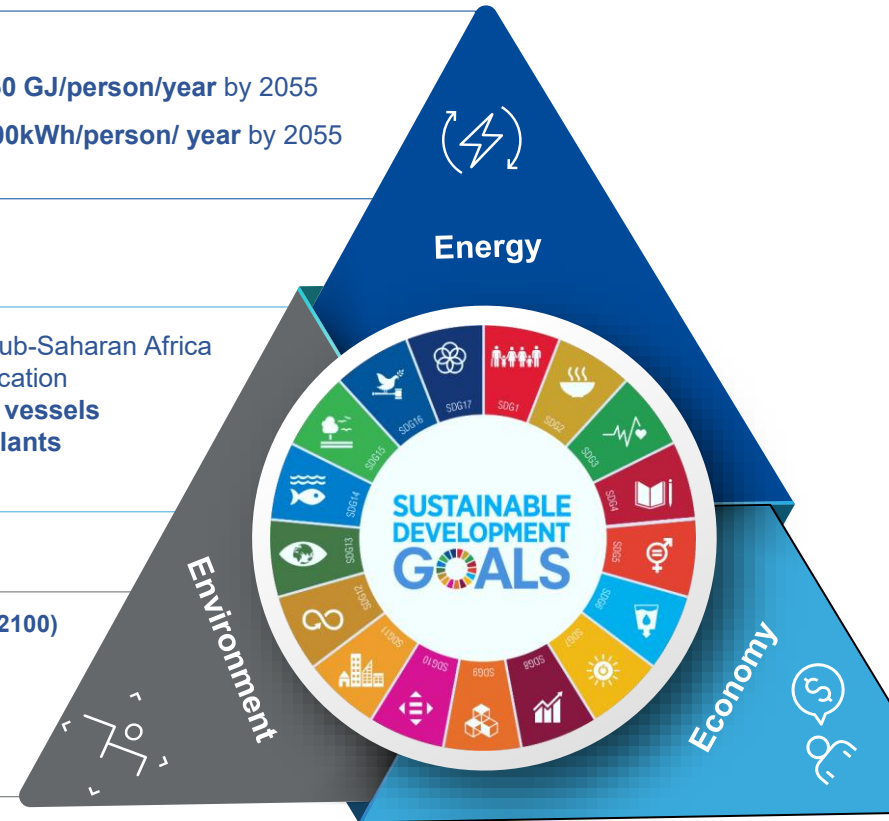 0 GJ/person/year by 2055
00kWh/person/ year by 2055
Energy
ub-Saharan Africa
cation
vessels
lants
2100)
Environment
Economy
SUSTAINABLE
DEVELOPMENT
GOALS
SDG1
SDG2
SDG3
SDG4
SDG5
SDG6
SDG7
SDG8
SDG9
SDG10
SDG11
SDG12
SDG13
SDG14
SDG15
SDG16
SDG17
$